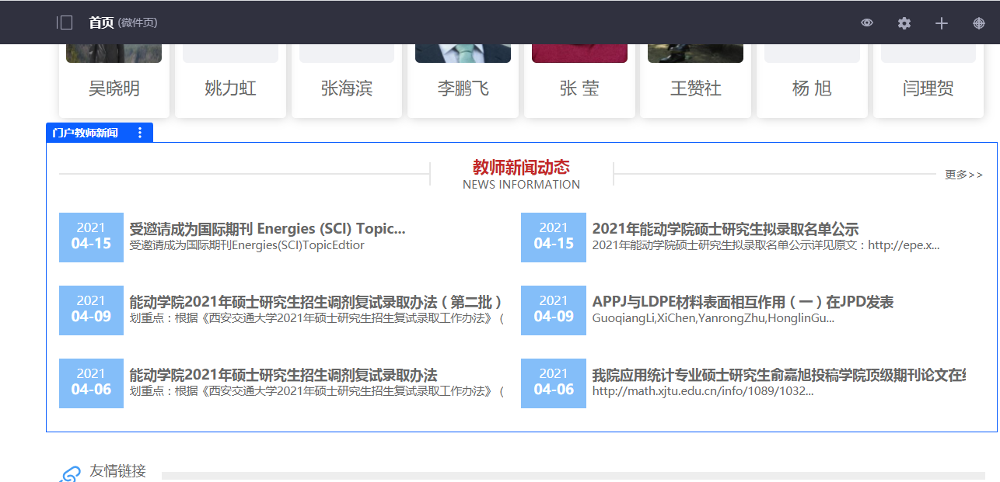 首页 (微件页)
吴晓明 姚力虹 张海滨 李鹏飞 张 莹 王赞社 杨 旭 闫理贺
门户教师新闻
教师新闻动态
NEWS INFORMATION
更多>>
2021
04-15
受邀请成为国际期刊 Energies (SCI) Topic...
受邀请成为国际期刊Energies(SCI)TopicEdtior
2021
04-15
2021年能动学院硕士研究生拟录取名单公示
2021年能动学院硕士研究生拟录取名单公示详见原文：http://epe.x...
2021
04-09
能动学院2021年硕士研究生招生调剂复试录取办法（第二批）
划重点：根据《西安交通大学2021年硕士研究生招生复试录取工作办法》（
2021
04-09
APPJ与LDPE材料表面相互作用（一）在JPD发表
GuoqiangLi,XiChen,YanrongZhu,HonglinGu...
2021
04-06
能动学院2021年硕士研究生招生调剂复试录取办法
划重点：根据《西安交通大学2021年硕士研究生招生复试录取工作办法》（
2021
04-06
我院应用统计专业硕士研究生俞嘉旭投稿学院顶级期刊论文在
http://math.xjtu.edu.cn/info/1089/1032...
友情链接